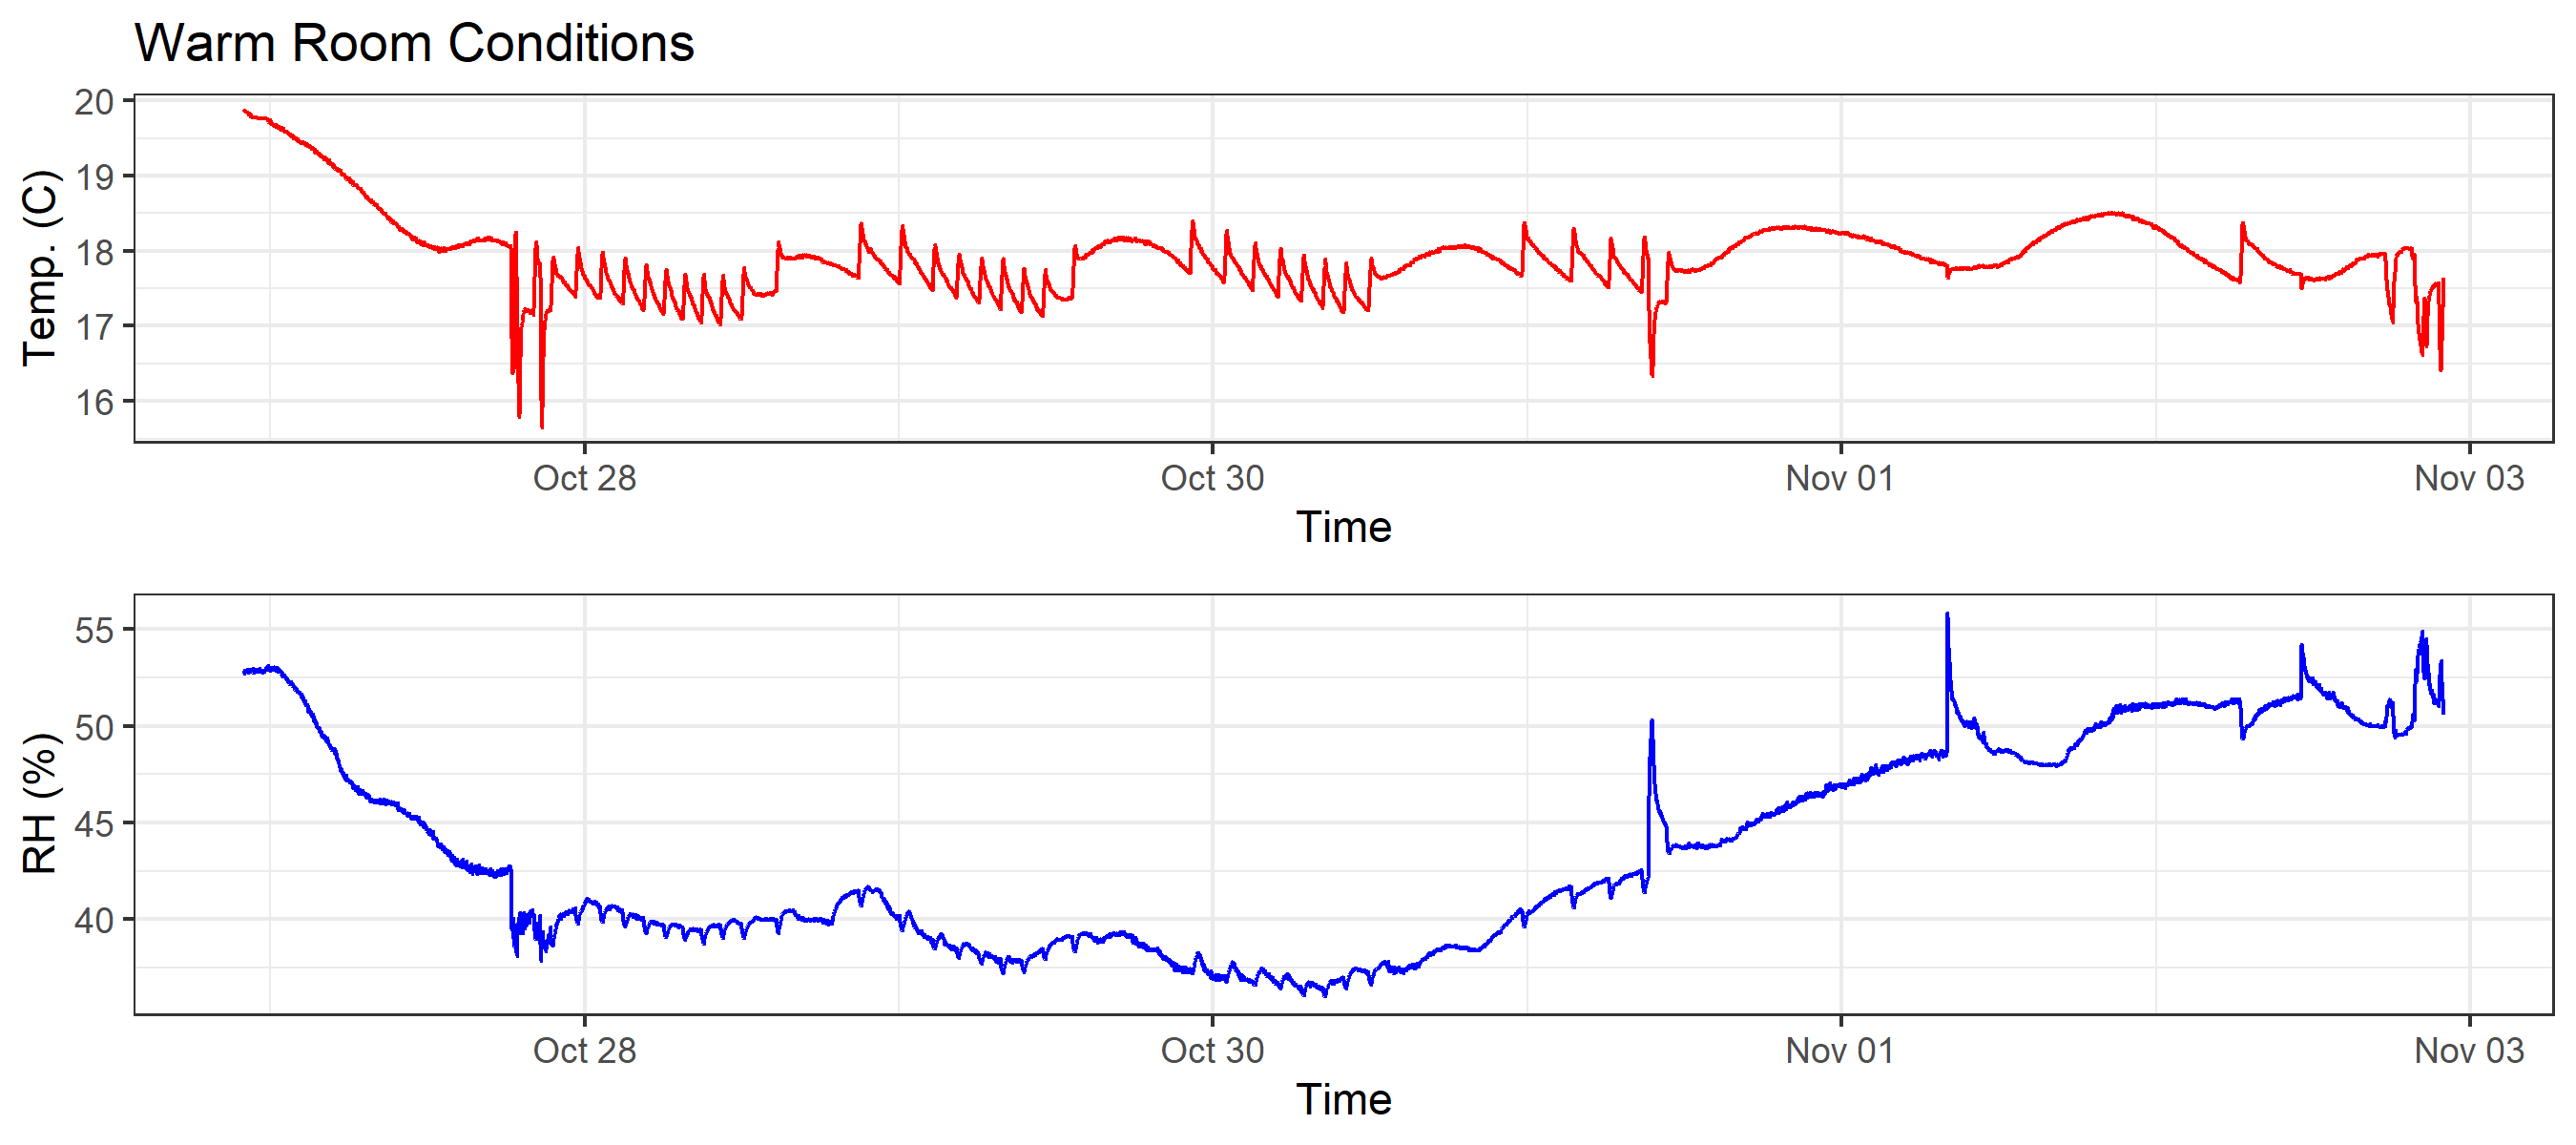 Warm Room Conditions
20
19
18
17
16
Temp. (C)
Oct 28 Oct 30 Nov 01 Nov 03
Time
55
50
45
40
RH (%)
Oct 28 Oct 30 Nov 01 Nov 03
Time